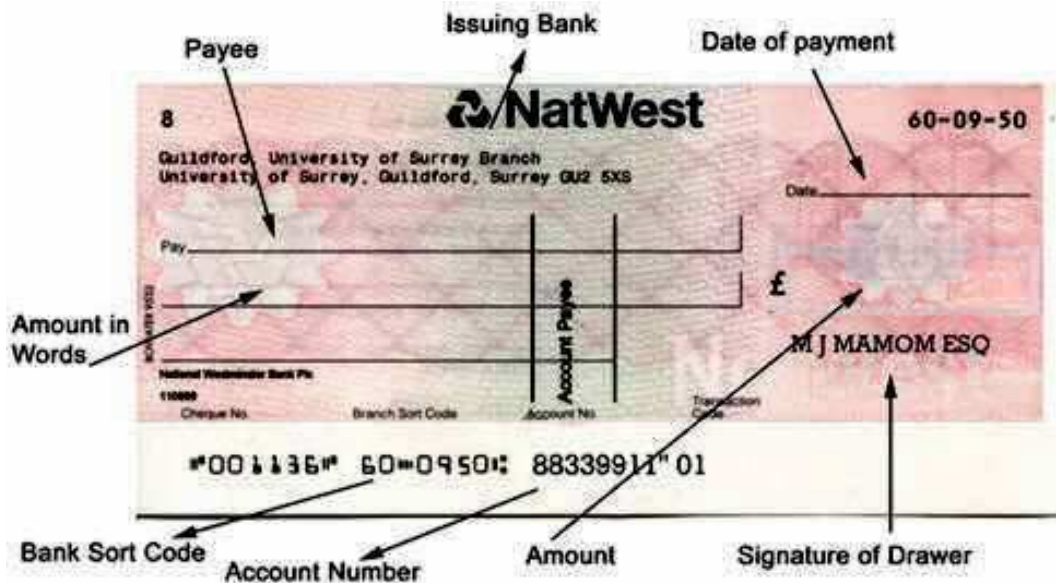 Issuing Bank
Payee
Date of payment
8
NatWest
60-09-50
Guildford, University of Surrey Branch
University of Surrey, Guildford, Surrey GU2 5XS
Date
Pay
£
Account Payee
Amount in
Words
M J MAMOM ESQ
National Westminster Bank Plc
Cheque No.
Branch Sort Code
Account No.
Transaction
Code
"001136" 60-0950: 88339911" 01
Bank Sort Code
Account Number
Amount
Signature of Drawer